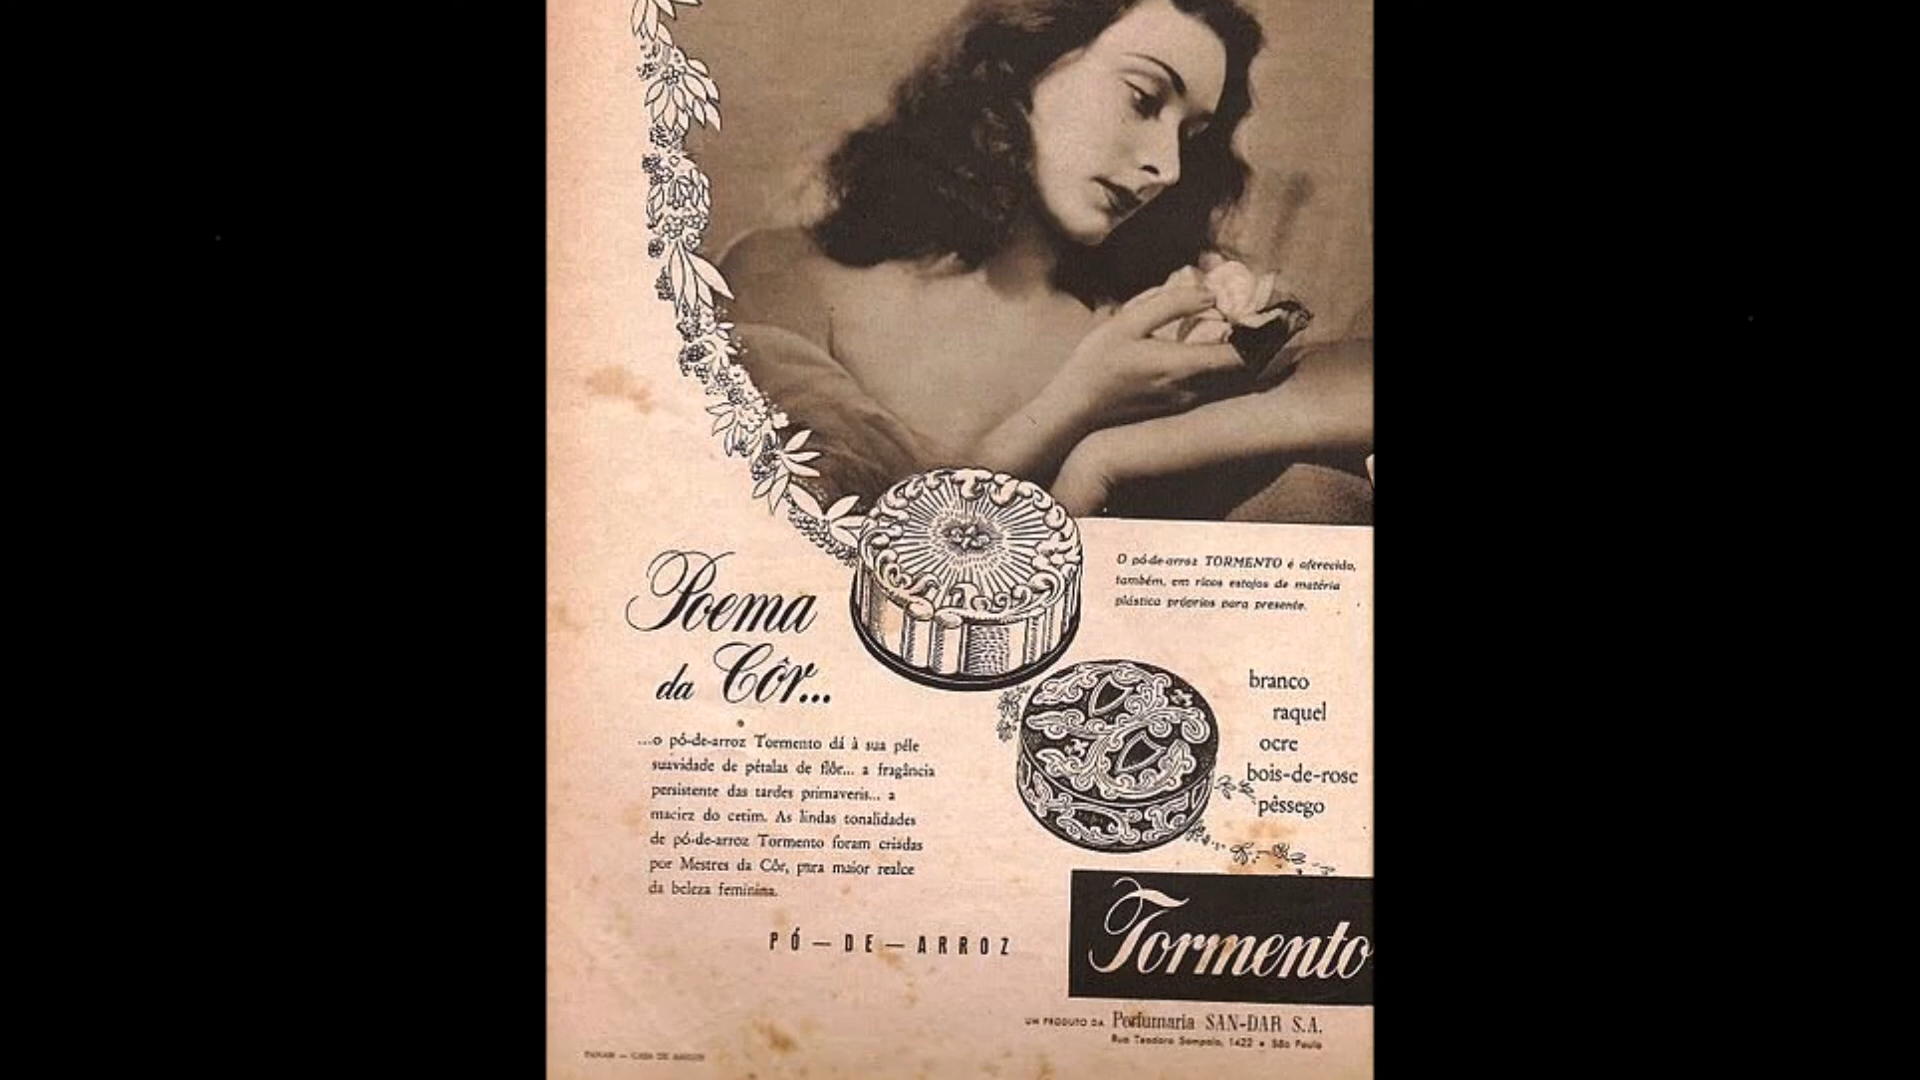 O pó-de-arroz TORMENTO é oferecido,
também, em ricos estojos de matéria
plástica próprios para presente.
Poema
da Côr...
...o pó-de-arroz Tormento dá à sua péle
suavidade de pétalas de flôr... a fragância
persistente das tardes primaveris... a
maciez do cetim. As lindas tonalidades
de pó-de-arroz Tormento foram criadas
por Mestres da Côr, para maior realce
da beleza feminina.
branco
raquel
ocre
bois-de-rose
pêssego
PÓ — DE — ARROZ
Tormento
UM PRODUTO DA Perfumaria SAN-DAR S.A.
Rua Teodoro Sampaio, 1422 • São Paulo